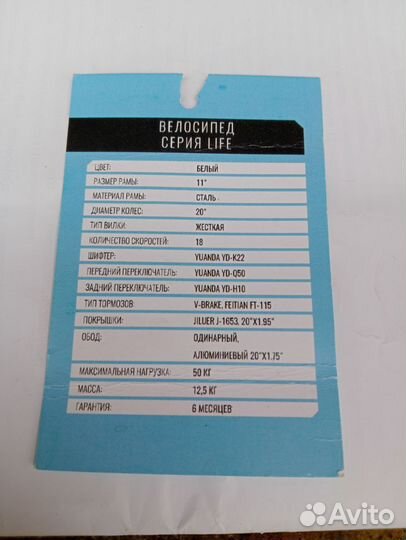 ВЕЛОСИПЕД
СЕРИЯ LIFE
ЦВЕТ: БЕЛЫЙ
РАЗМЕР РАМЫ: 11"
МАТЕРИАЛ РАМЫ: СТАЛЬ
ДИАМЕТР КОЛЕС: 20"
ТИП ВИЛКИ: ЖЕСТКАЯ
КОЛИЧЕСТВО СКОРОСТЕЙ: 18
ШИФТЕР: YUANDA YD-K22
ПЕРЕДНИЙ ПЕРЕКЛЮЧАТЕЛЬ: YUANDA YD-Q50
ЗАДНИЙ ПЕРЕКЛЮЧАТЕЛЬ: YUANDA YD-H10
ТИП ТОРМОЗОВ: V-BRAKE, FEITIAN FT-115
ПОКРЫШКИ: JILUER J-1653, 20"X1.95"
ОБОД: ОДИНАРНЫЙ,
АЛЮМИНИЕВЫЙ 20"X1.75"
МАКСИМАЛЬНАЯ НАГРУЗКА: 50 КГ
МАССА: 12,5 КГ
ГАРАНТИЯ: 6 МЕСЯЦЕВ
Avito